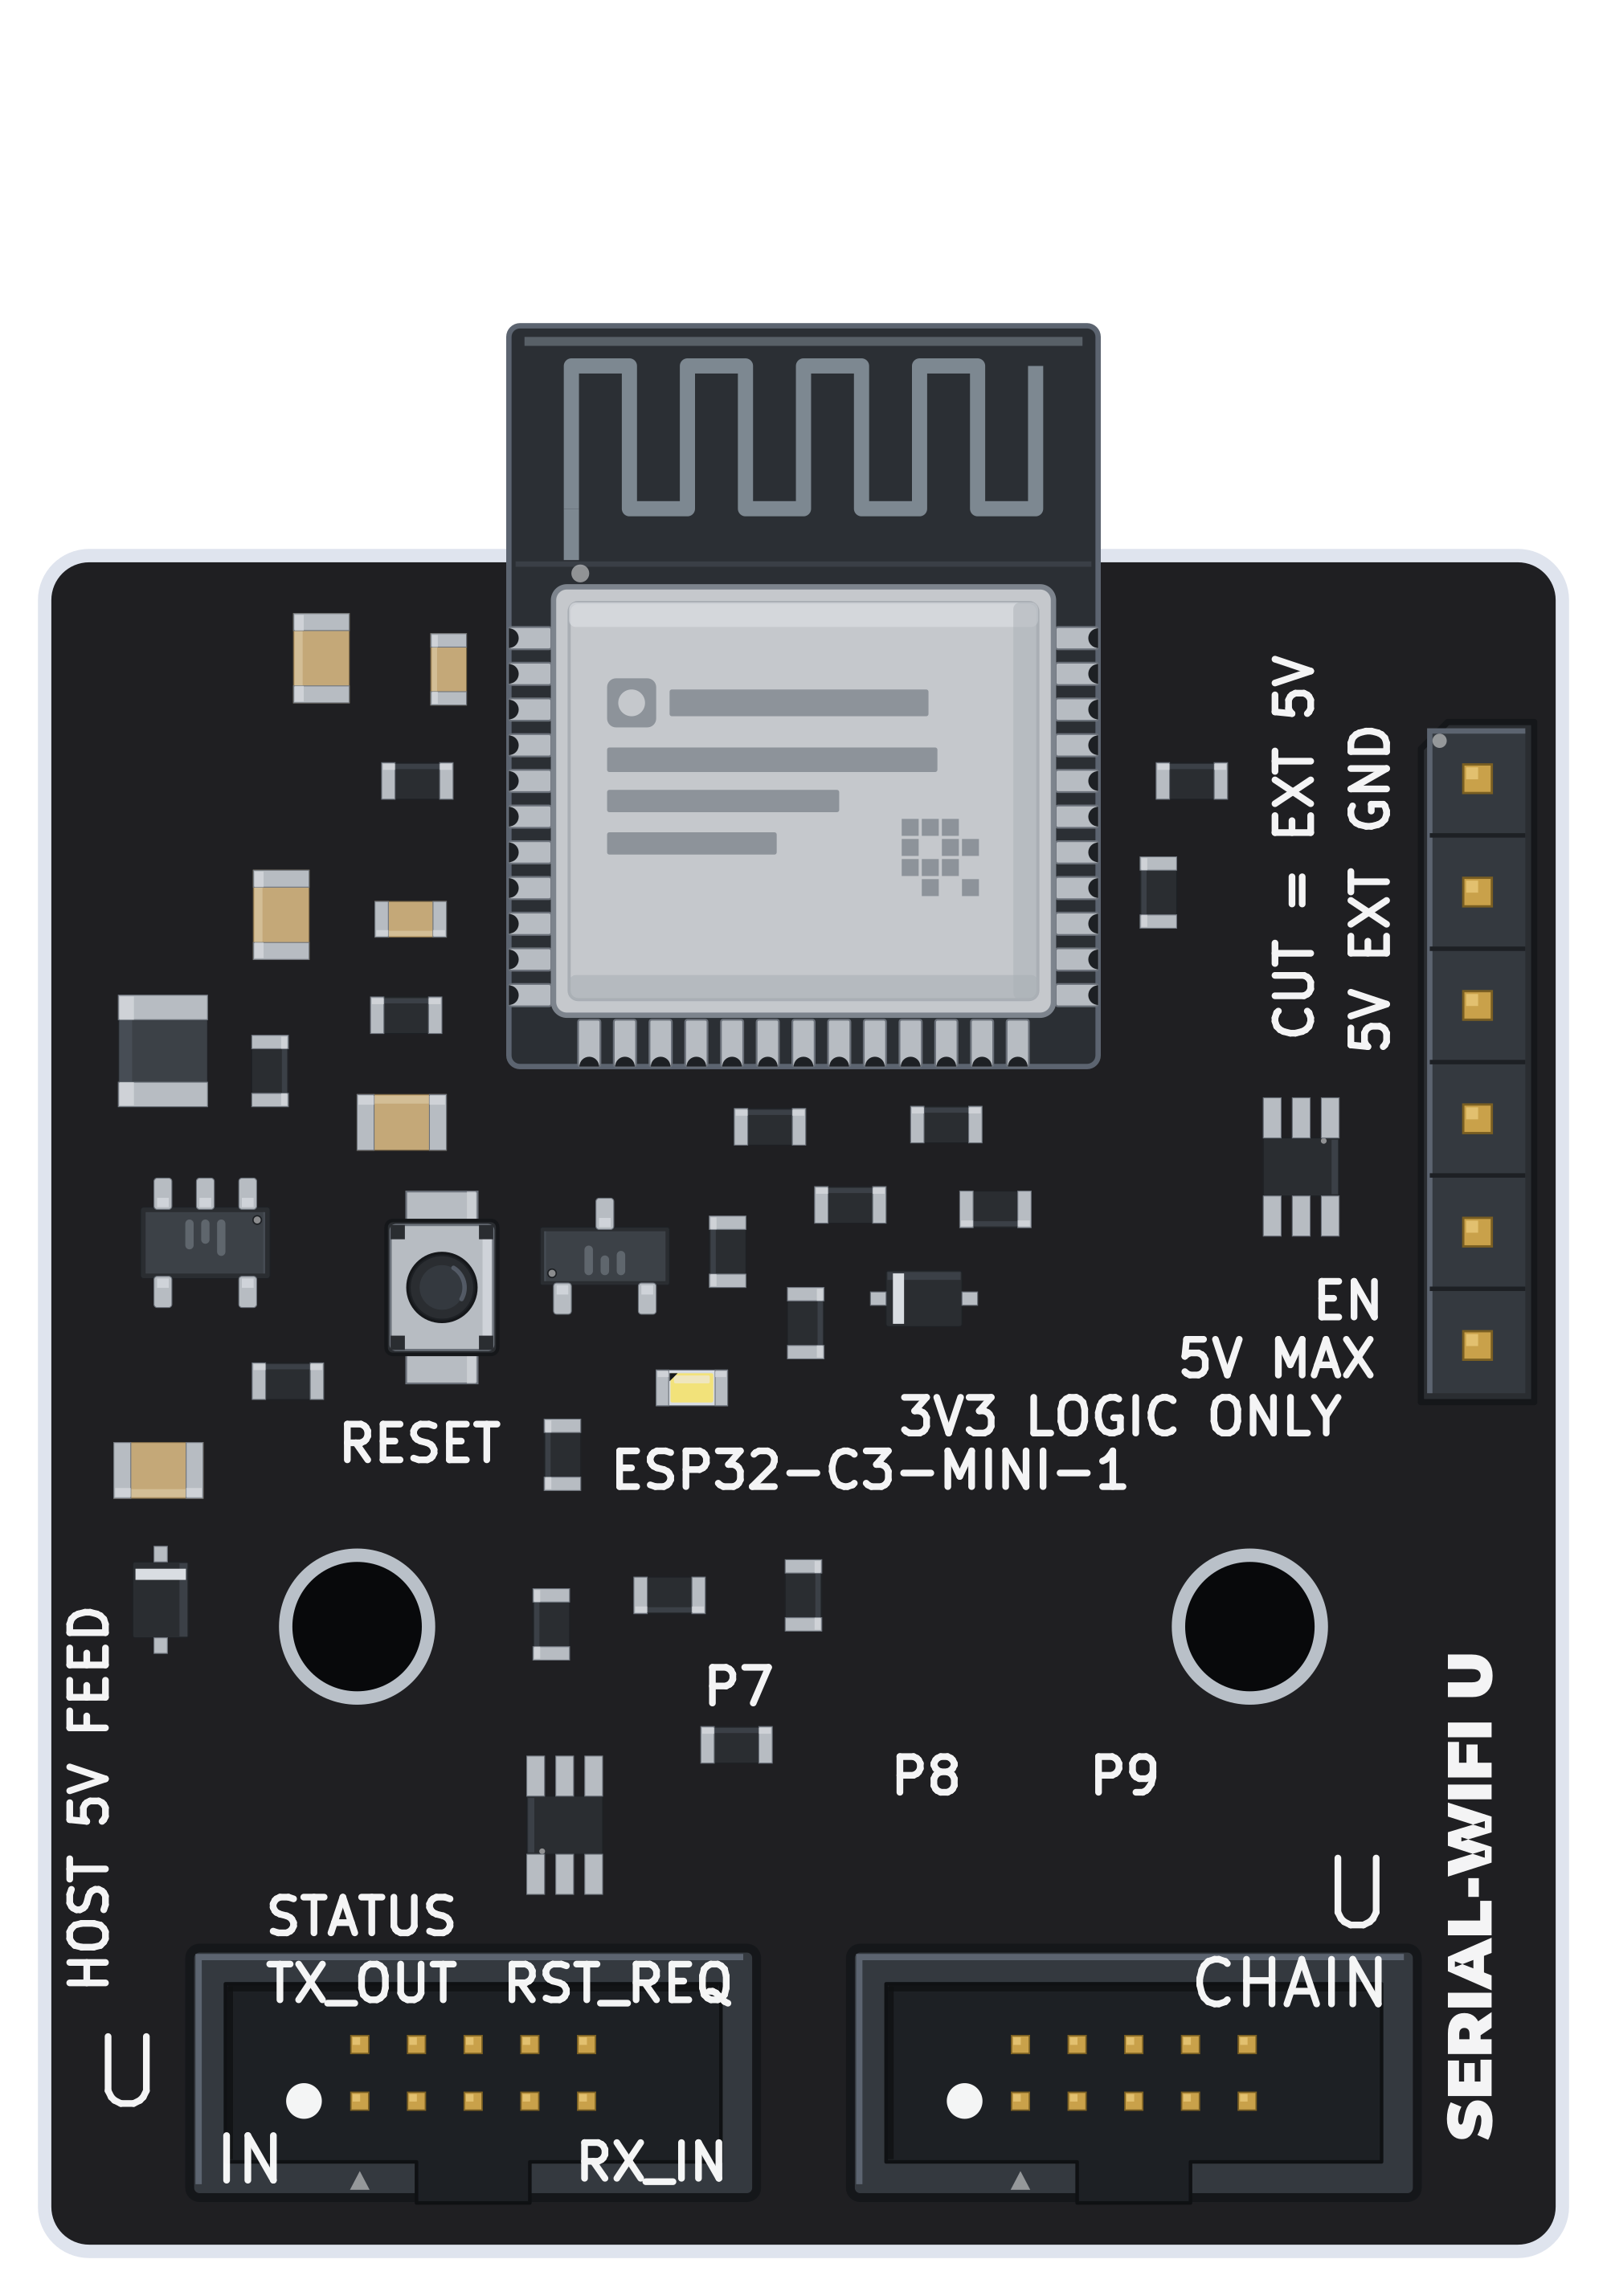 CUT = EXT 5V
5V EXT GND
EN
5V MAX
3V3 LOGIC ONLY
RESET
ESP32-C3-MINI-1
HOST 5V FEED
P7
P8
P9
SERIAL-WIFI U
STATUS
U
TX_OUT RST_REQ
CHAIN
U
IN
RX_IN